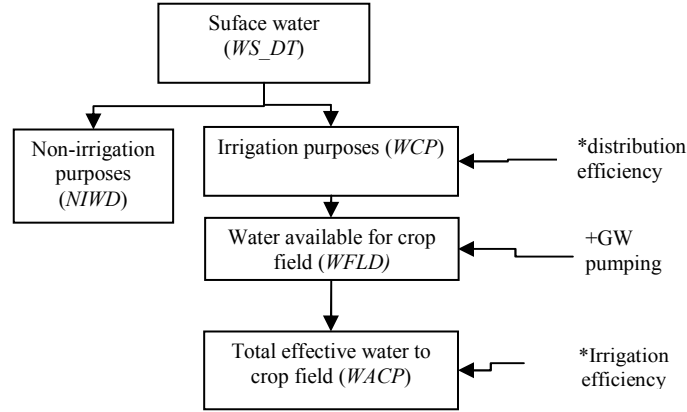 Suface water
(WS_DT)
Non-irrigation
purposes
(NIWD)
Irrigation purposes (WCP)
*distribution
efficiency
Water available for crop
field (WFLD)
+GW
pumping
Total effective water to
crop field (WACP)
*Irrigation
efficiency